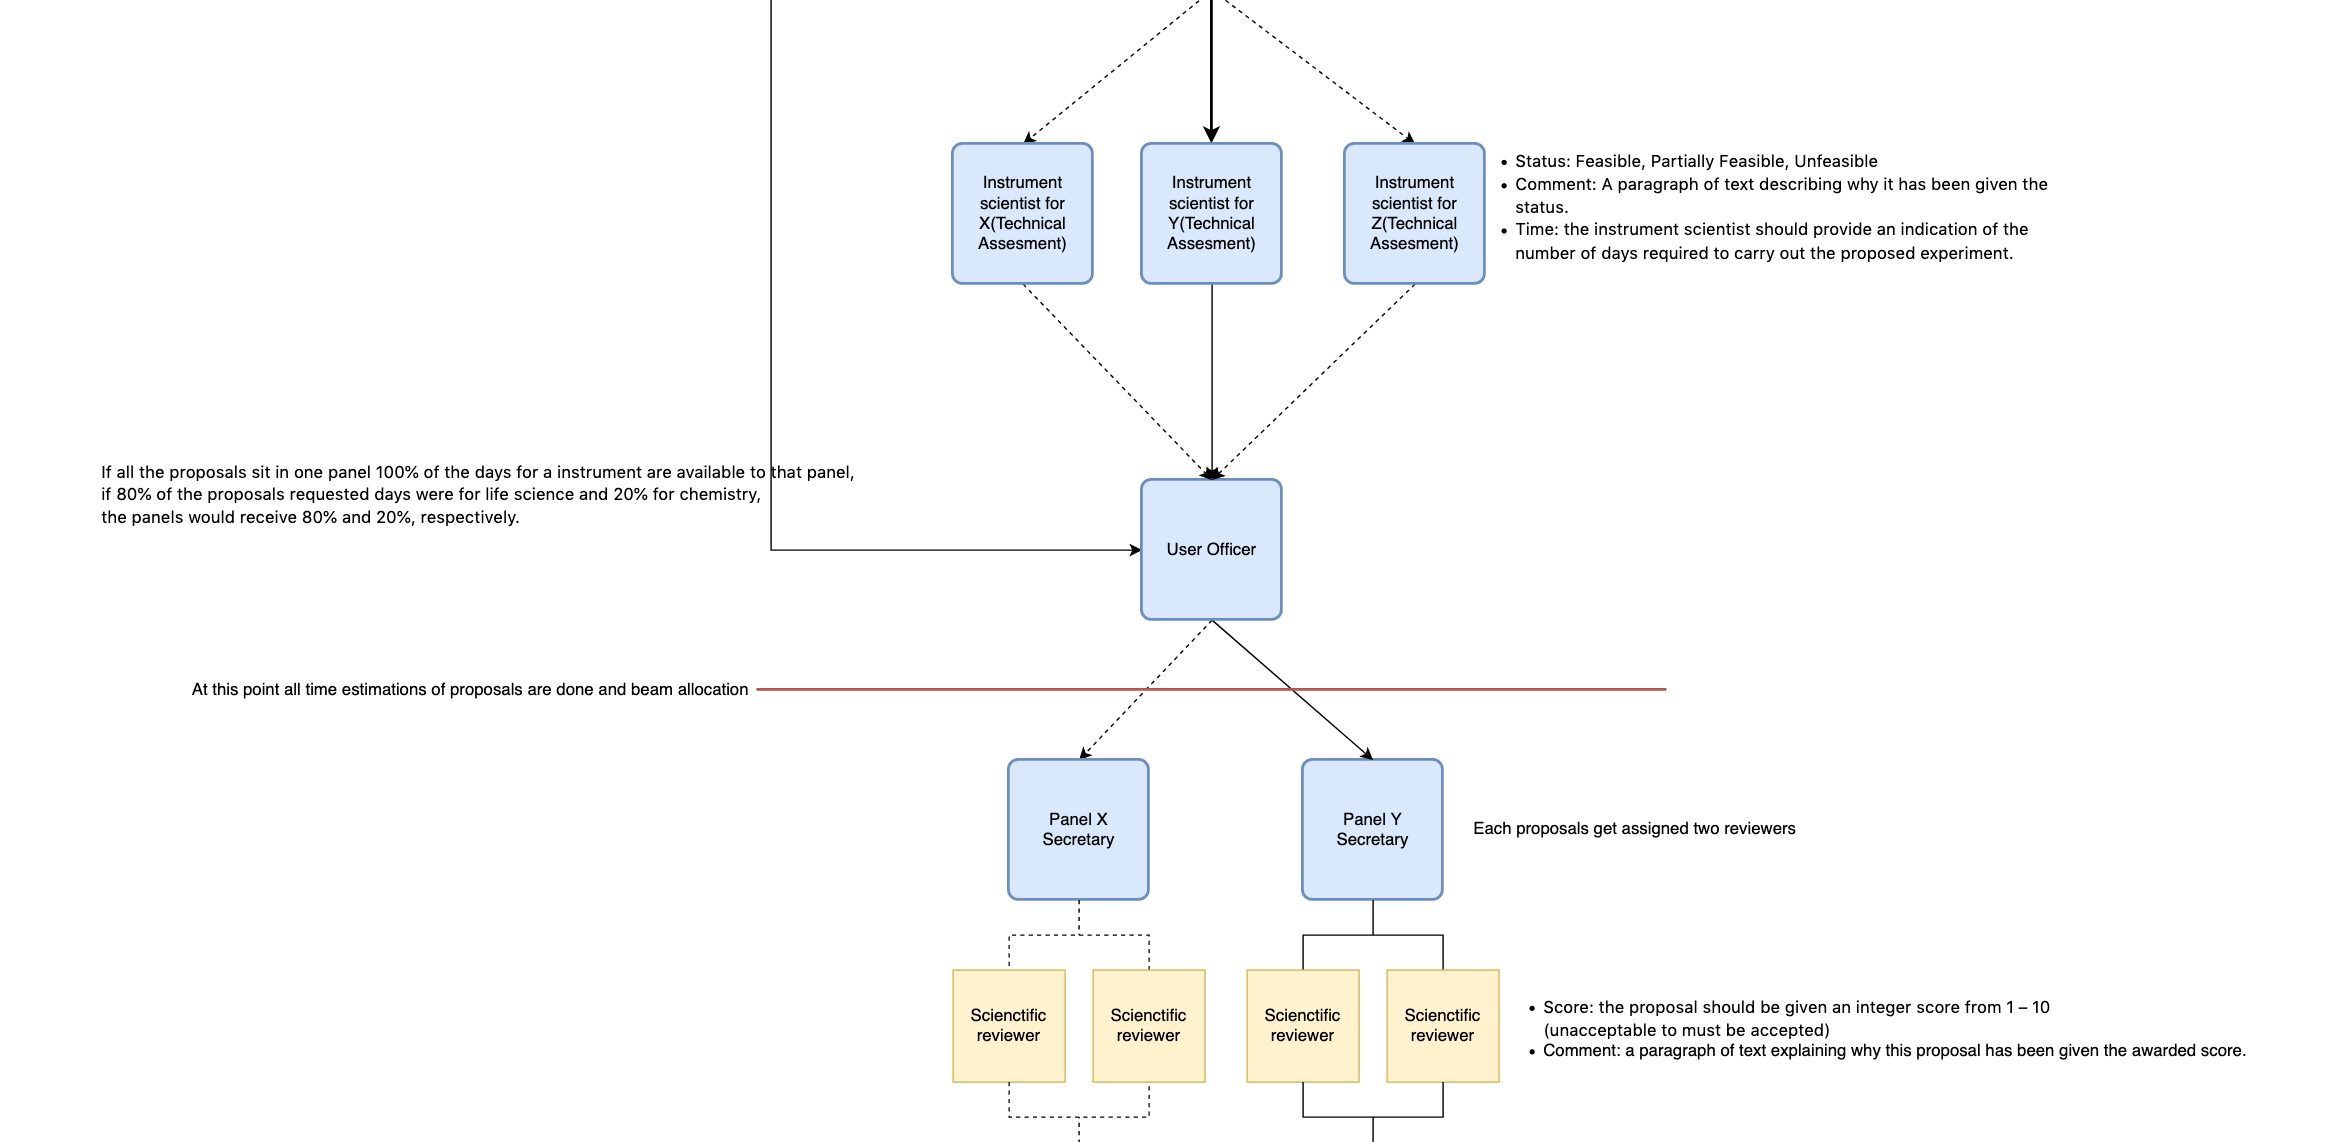 Instrument
scientist for
X(Technical
Assesment)
Instrument
scientist for
Y(Technical
Assesment)
Instrument
scientist for
Z(Technical
Assesment)
• Status: Feasible, Partially Feasible, Unfeasible
• Comment: A paragraph of text describing why it has been given the
status.
• Time: the instrument scientist should provide an indication of the
number of days required to carry out the proposed experiment.
If all the proposals sit in one panel 100% of the days for a instrument are available to that panel,
if 80% of the proposals requested days were for life science and 20% for chemistry,
the panels would receive 80% and 20%, respectively.
User Officer
At this point all time estimations of proposals are done and beam allocation
Panel X
Secretary
Panel Y
Secretary
Each proposals get assigned two reviewers
Scienctific
reviewer
Scienctific
reviewer
Scienctific
reviewer
Scienctific
reviewer
• Score: the proposal should be given an integer score from 1 – 10
(unacceptable to must be accepted)
• Comment: a paragraph of text explaining why this proposal has been given the awarded score.